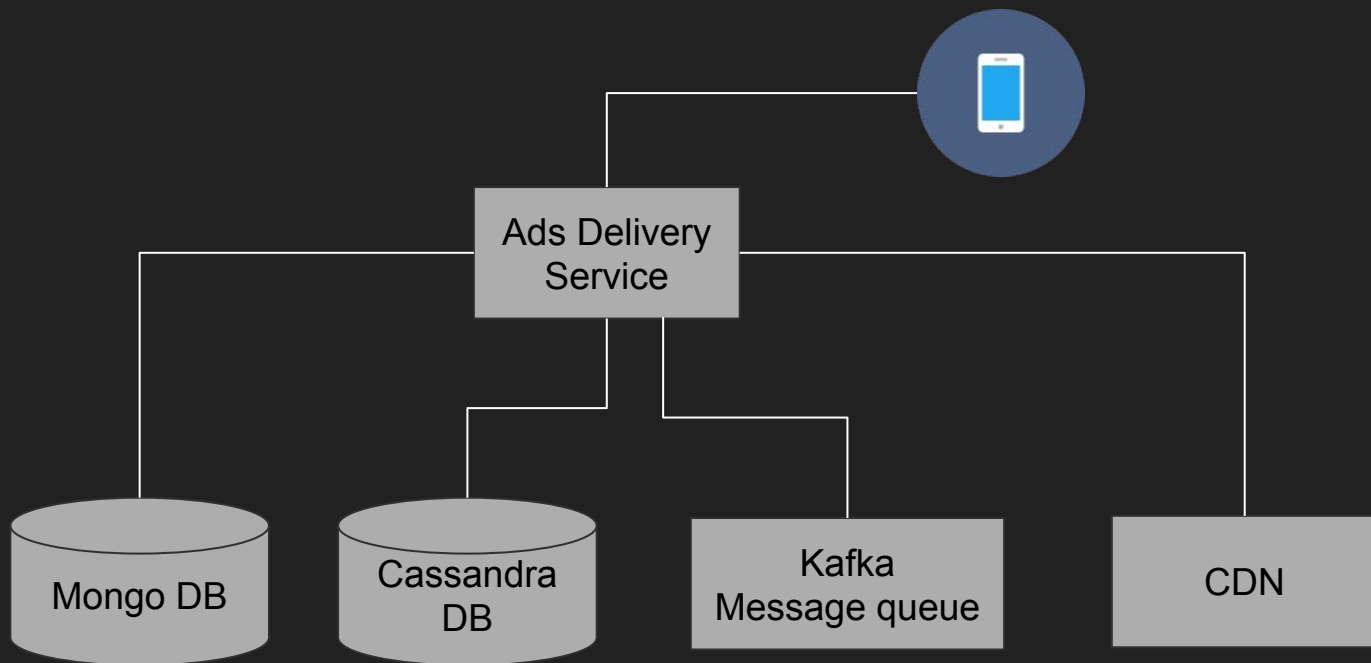 Ads Delivery
Service
Mongo DB
Cassandra
DB
Kafka
Message queue
CDN